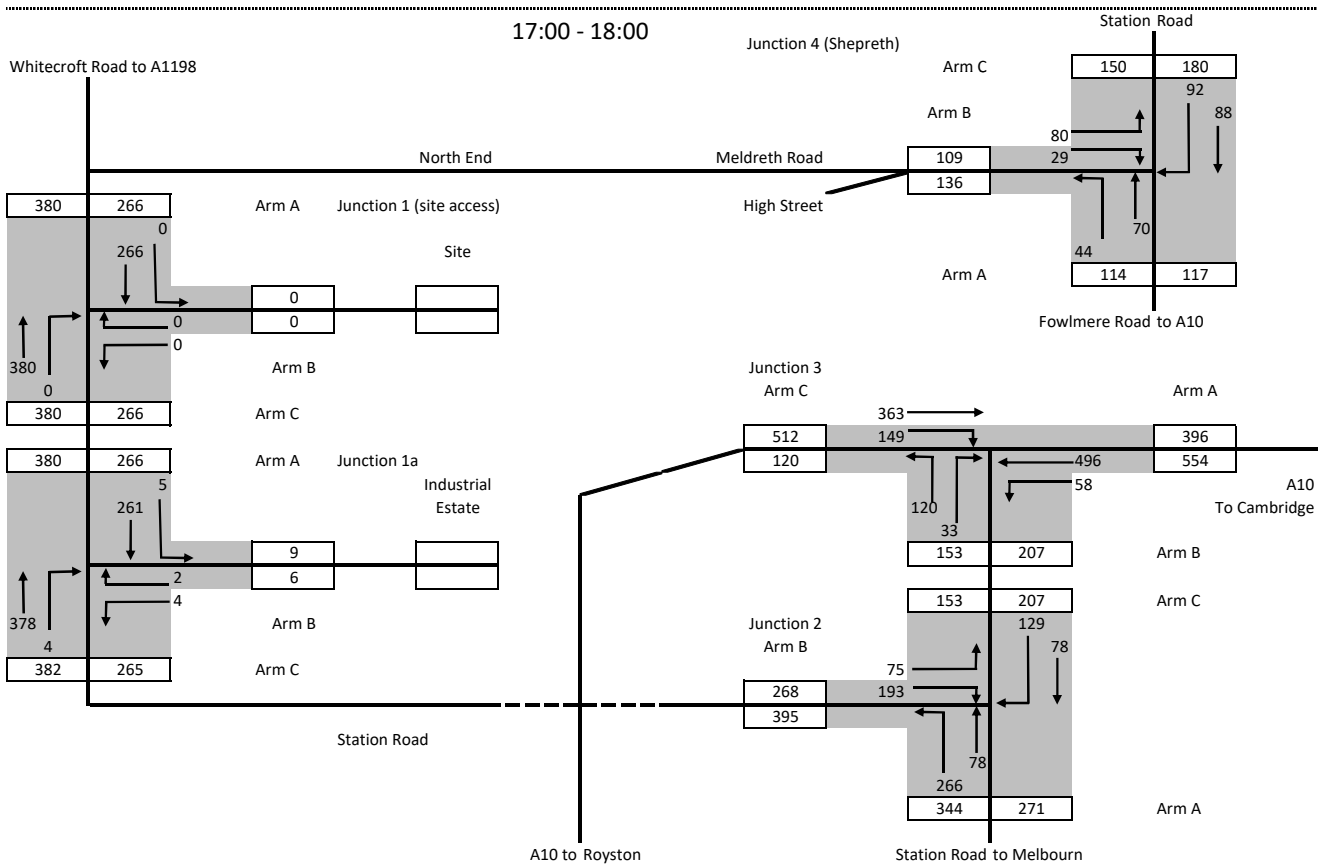 17:00 - 18:00
Station Road
Junction 4 (Shepreth)
Whitecroft Road to A1198
Arm C
150 180
92
Arm B
88
80
North End
Meldreth Road
109
29
136
380 266
Arm A
Junction 1 (site access)
High Street
0
70
266
Site
44
Arm A
114 117
0
0
0
Fowlmere Road to A10
0
380
Arm B
Junction 3
0
Arm C
Arm A
380 266
Arm C
363
512
149
396
380 266
Arm A
Junction 1a
120
496
554
5
Industrial
58
A10
261
Estate
120
To Cambridge
33
9
153 207
Arm B
2
6
4
153 207
Arm C
378
Arm B
Junction 2
129
4
Arm B
78
382 265
Arm C
75
268
193
395
Station Road
78
266
344 271
Arm A
A10 to Royston
Station Road to Melbourn